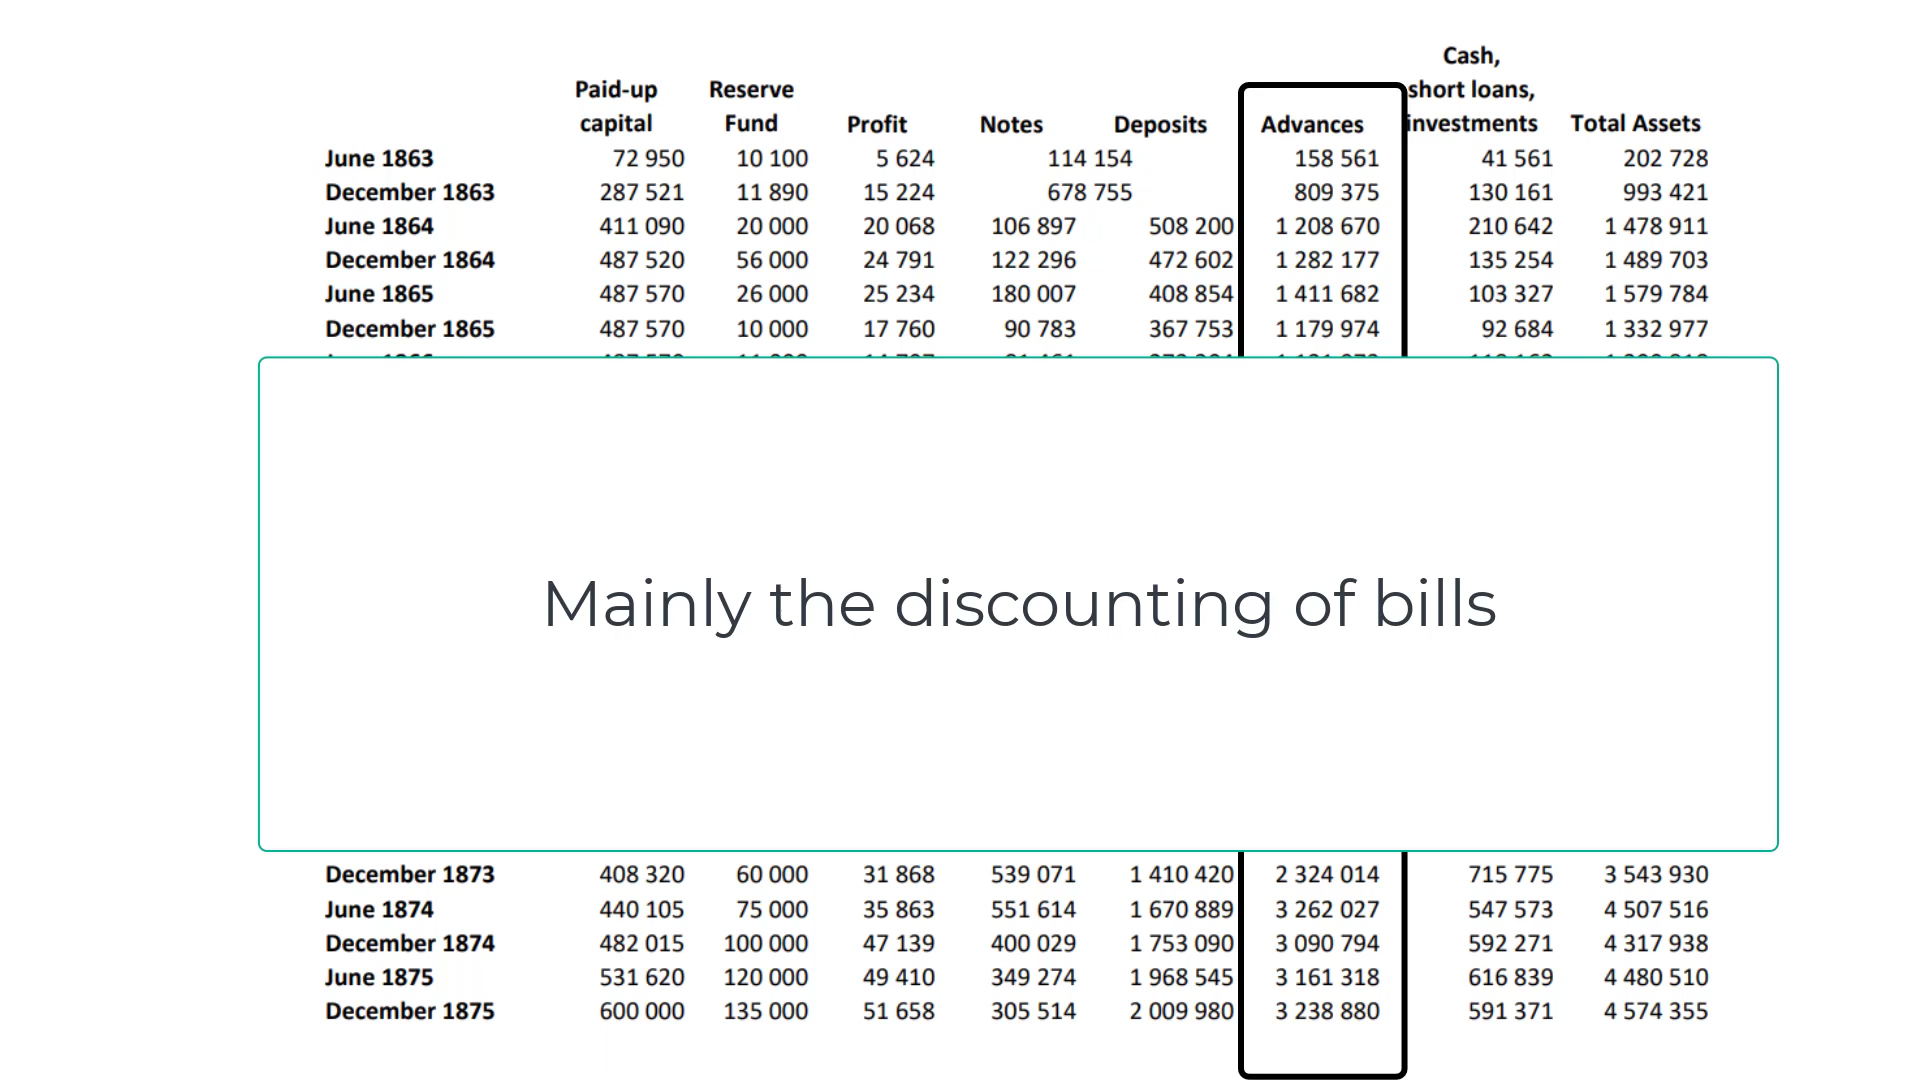 Cash,
Paid-up Reserve short loans,
capital Fund Profit Notes Deposits Advances investments Total Assets
June 1863 72 950 10 100 5 624 114 154 158 561 41 561 202 728
December 1863 287 521 11 890 15 224 678 755 809 375 130 161 993 421
June 1864 411 090 20 000 20 068 106 897 508 200 1 208 670 210 642 1 478 911
December 1864 487 520 56 000 24 791 122 296 472 602 1 282 177 135 254 1 489 703
June 1865 487 570 26 000 25 234 180 007 408 854 1 411 682 103 327 1 579 784
December 1865 487 570 10 000 17 760 90 783 367 753 1 179 974 92 684 1 332 977
Mainly the discounting of bills
December 1873 408 320 60 000 31 868 539 071 1 410 420 2 324 014 715 775 3 543 930
June 1874 440 105 75 000 35 863 551 614 1 670 889 3 262 027 547 573 4 507 516
December 1874 482 015 100 000 47 139 400 029 1 753 090 3 090 794 592 271 4 317 938
June 1875 531 620 120 000 49 410 349 274 1 968 545 3 161 318 616 839 4 480 510
December 1875 600 000 135 000 51 658 305 514 2 009 980 3 238 880 591 371 4 574 355